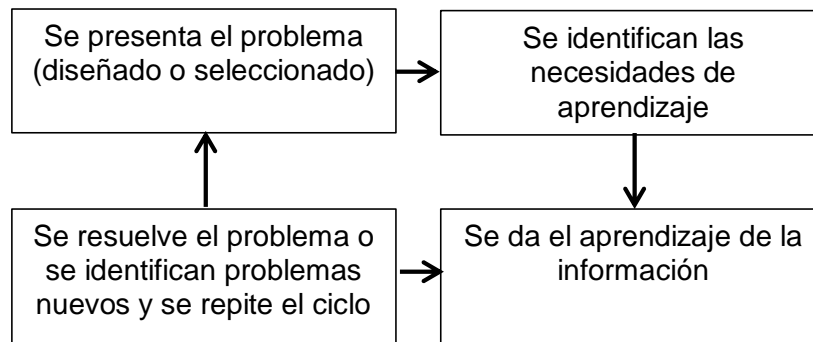 Se presenta el problema
(diseñado o seleccionado)
Se identifican las
necesidades de
aprendizaje
Se resuelve el problema o
se identifican problemas
nuevos y se repite el ciclo
Se da el aprendizaje de la
información